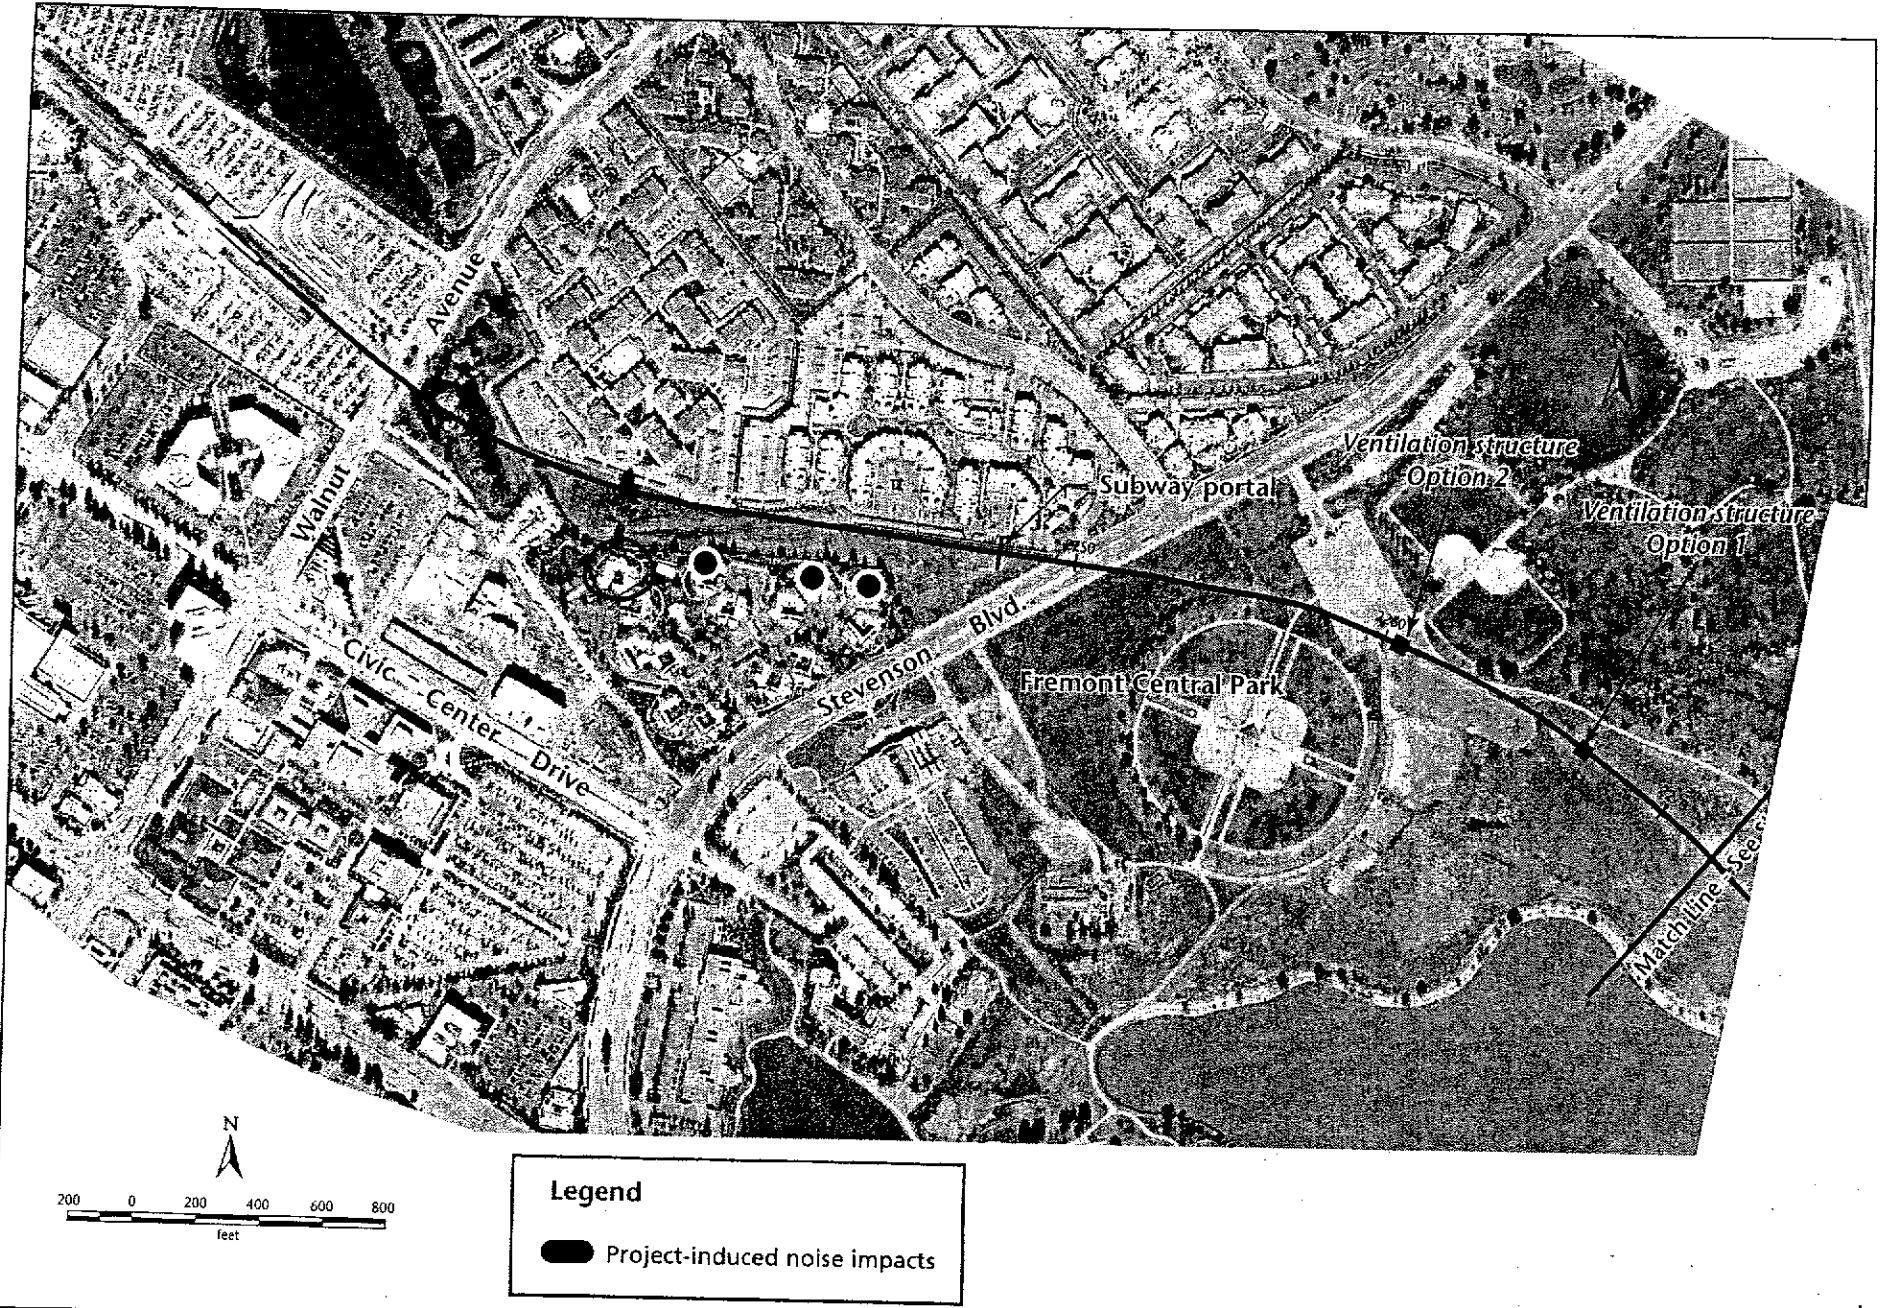 Avenue
Walnut
Ventilation structure
Option 2
Subway portal
Ventilation structure
Option 1
Stevenson Blvd.
Fremont Central Park
Civic Center Drive
Matchline See
N
200 0 200 400 600 800
feet
Legend
Project-induced noise impacts